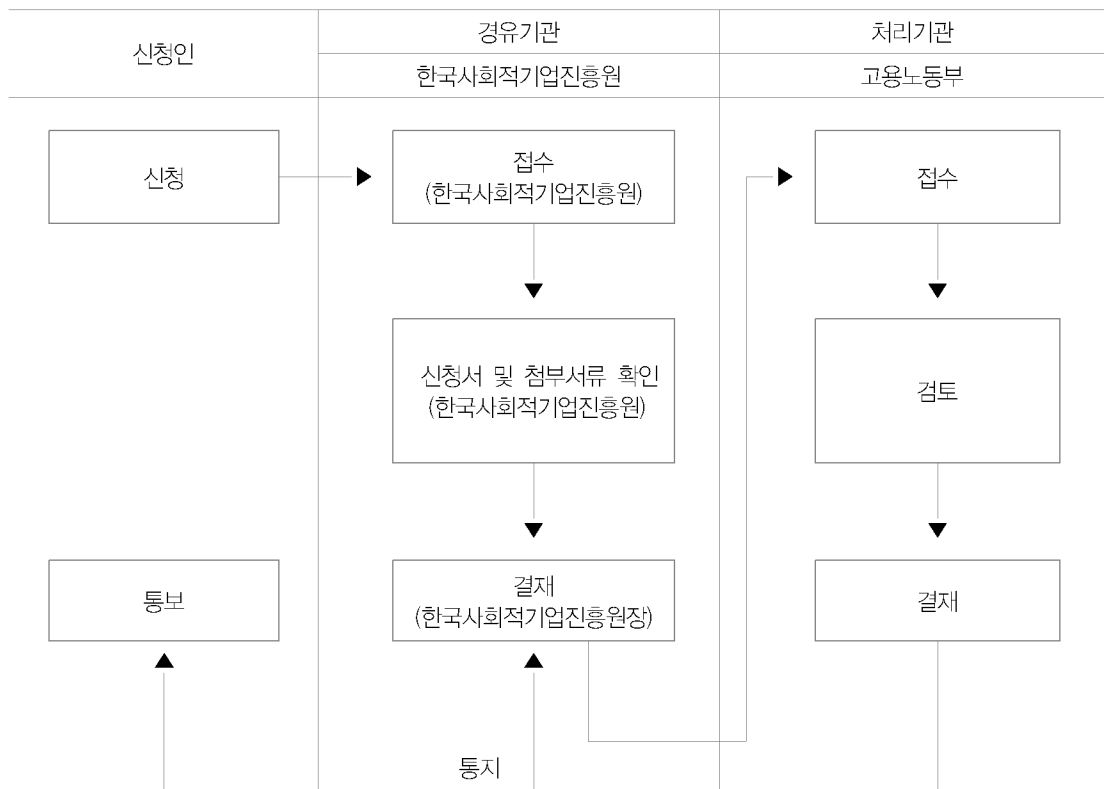 신청인
경유기관
처리기관
한국사회적기업진흥원
고용노동부
신청
접수
(한국사회적기업진흥원)
접수
신청서 및 첨부서류 확인
(한국사회적기업진흥원)
검토
통보
결재
(한국사회적기업진흥원장)
결재
통지